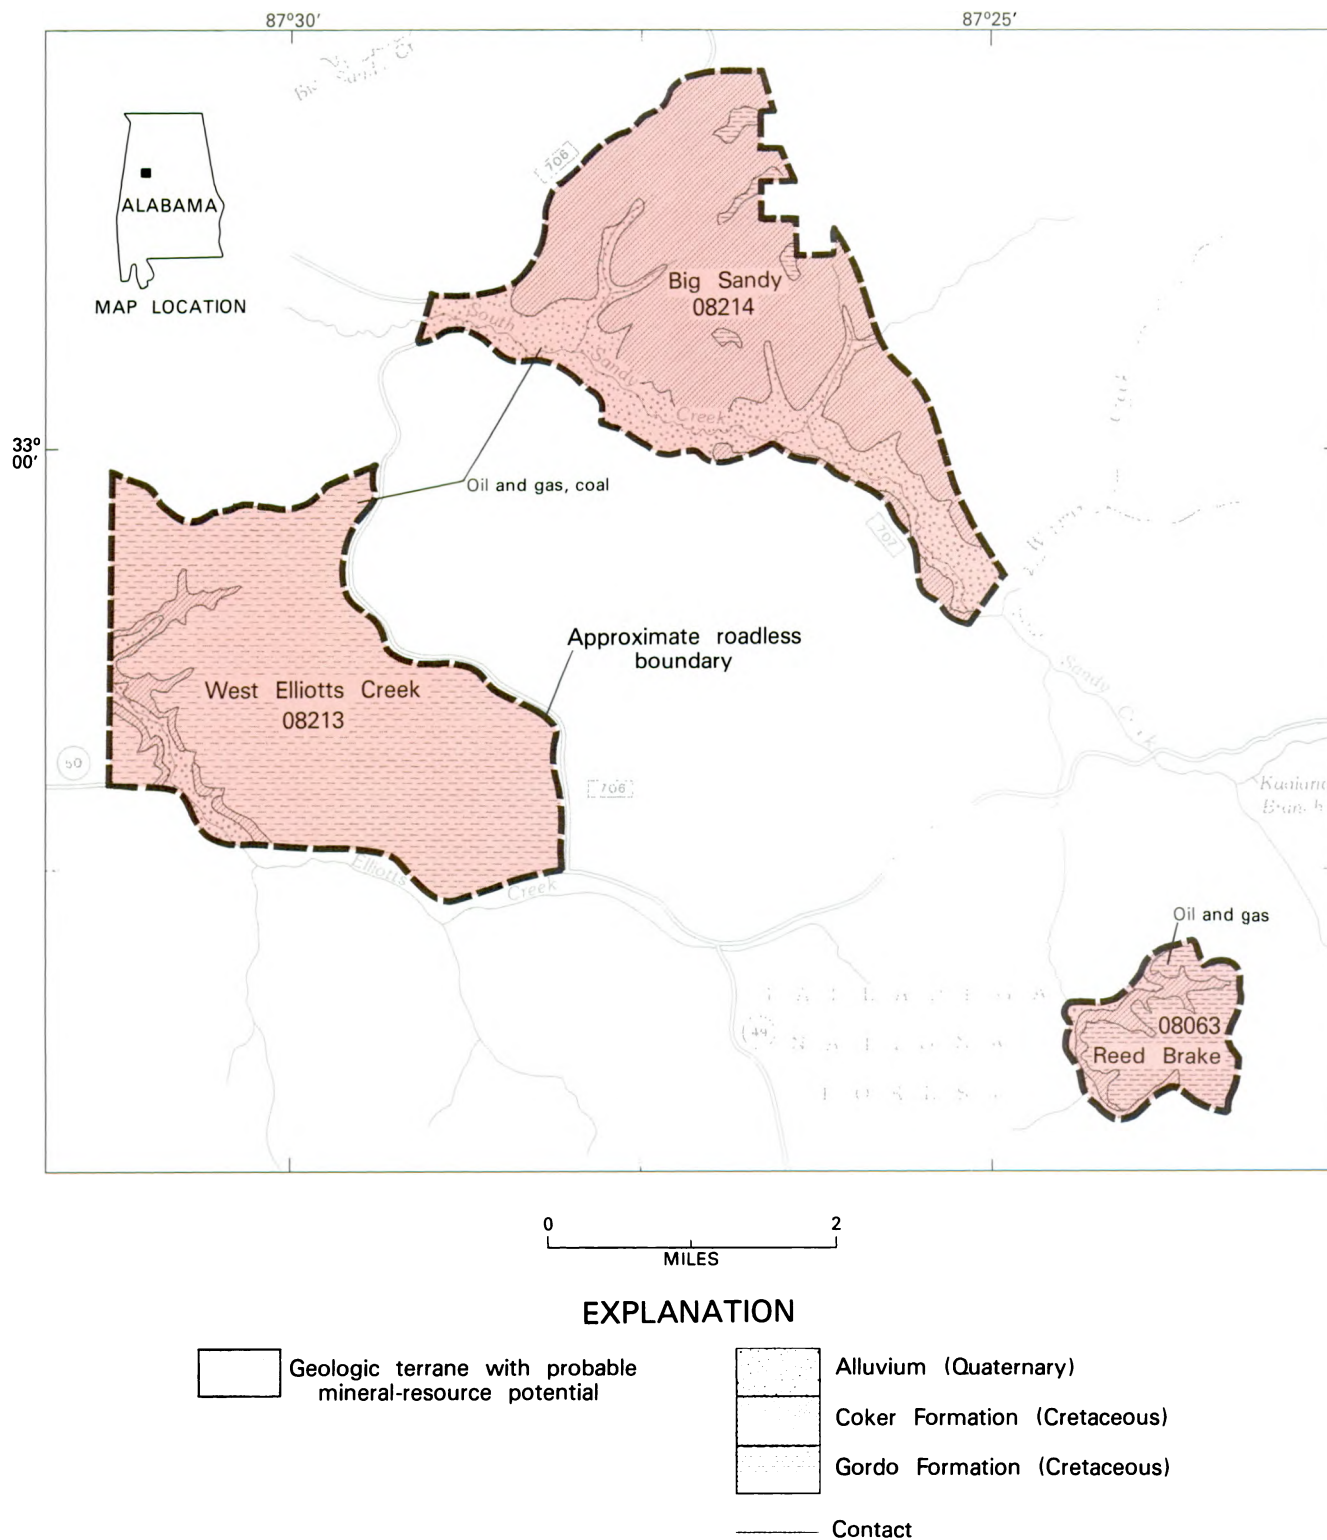 87°30′
87°25′
ALABAMA
MAP LOCATION
706
Big Sandy
08214
South
Sandy
Creek
33°
00′
Oil and gas, coal
707
Approximate roadless
boundary
West Elliotts Creek
08213
50
706
Sandy
Elliotts
Creek
Oil and gas
08063
Reed Brake
49
0
2
MILES
EXPLANATION
Geologic terrane with probable
mineral-resource potential
Alluvium (Quaternary)
Coker Formation (Cretaceous)
Gordo Formation (Cretaceous)
Contact